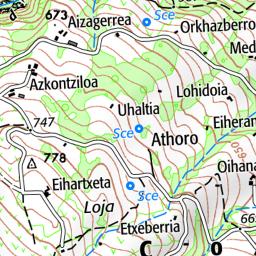 673
Aizagerrea
Sce
Orkhazberro
Med
Azkontziloa
Lohidoia
Uhaltia
747
Sce
Athoro
Eiheran
650
778
Oihana
Eihartxeta
Sce
Loja
Etxeberria
66
C
o